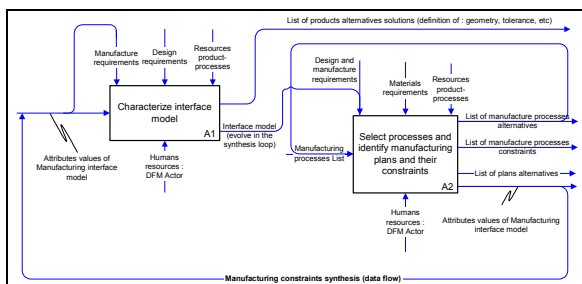 List of products alternatives solutions (definition of : geometry, tolerance, etc)
Manufacture
requirements
Design
requirements
Resources
product-
processes
Characterize interface
model
A1
Interface model
(evolve in the
synthesis loop)
Humans
resources :
DFM Actor
Attributes values of
Manufacturing interface
model
Design and
manufacture
requirements
Materials
requirements
Resources
product-
processes
Manufacturing
processes List
Select processes and
identify manufacturing
plans and their
constraints
A2
List of manufacture processes
alternatives
List of manufacture processes
constraints
List of plans alternatives
Attributes values of Manufacturing
interface model
Humans
resources :
DFM Actor
Manufacturing constraints synthesis (data flow)